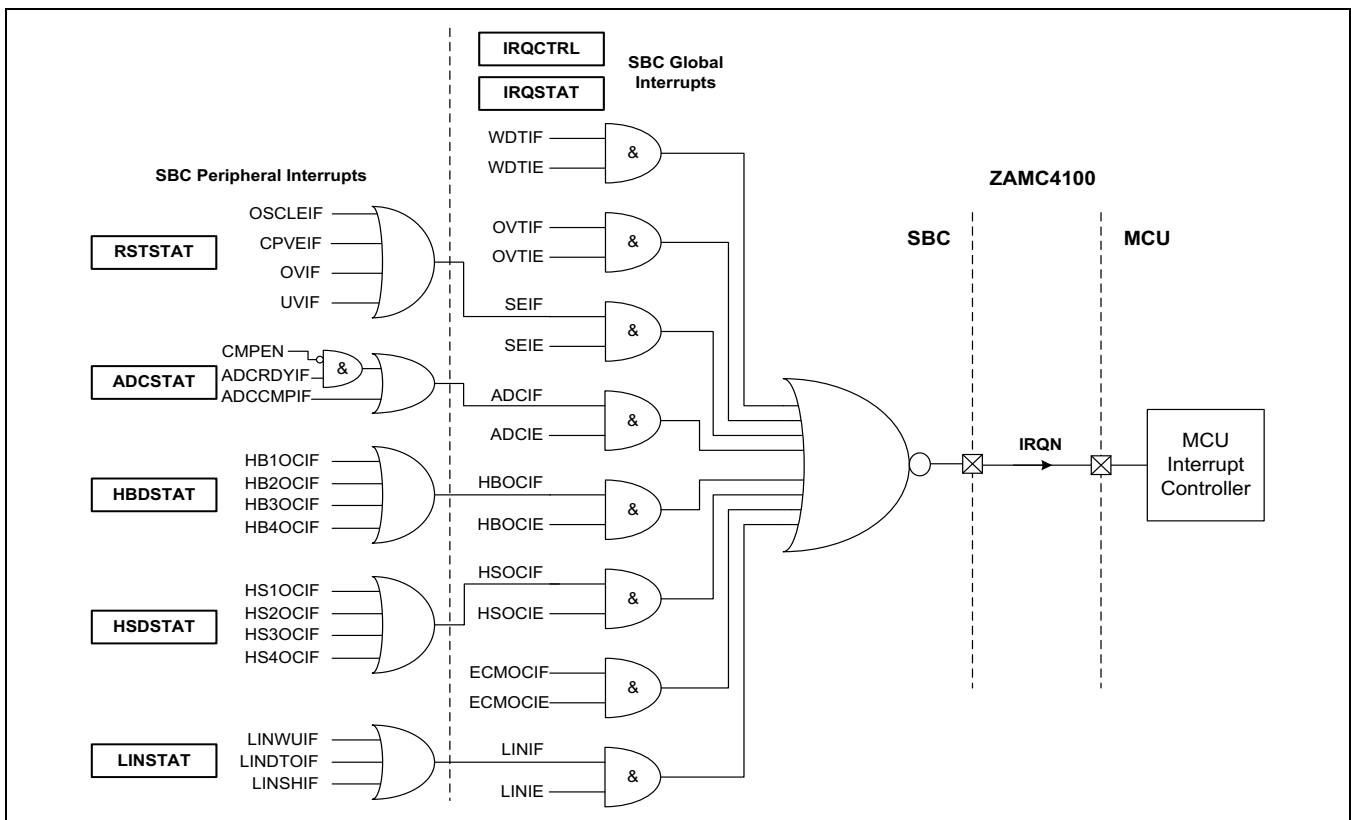 IRQCTRL
IRQSTAT
SBC Global
Interrupts
WDTIF
&
WDTIE
SBC Peripheral Interrupts
RSTSTAT
OSCLEIF
CPVEIF
OVIF
UVIF
OVTIF
&
OVTIE
SEIF
&
SEIE
ADCSTAT
CMPEN
&
ADCRDYIF
ADCCMPIF
ADCIF
&
ADCIE
HBDSTAT
HB1OCIF
HB2OCIF
HB3OCIF
HB4OCIF
HBOCIF
&
HBOCIE
HSDSTAT
HS1OCIF
HS2OCIF
HS3OCIF
HS4OCIF
HSOCIF
&
HSOCIE
ECMOCIF
&
ECMOCIE
LINSTAT
LINWUIF
LINDTOIF
LINSHIF
LINIF
&
LINIE
ZAMC4100
SBC
MCU
IRQN
MCU
Interrupt
Controller